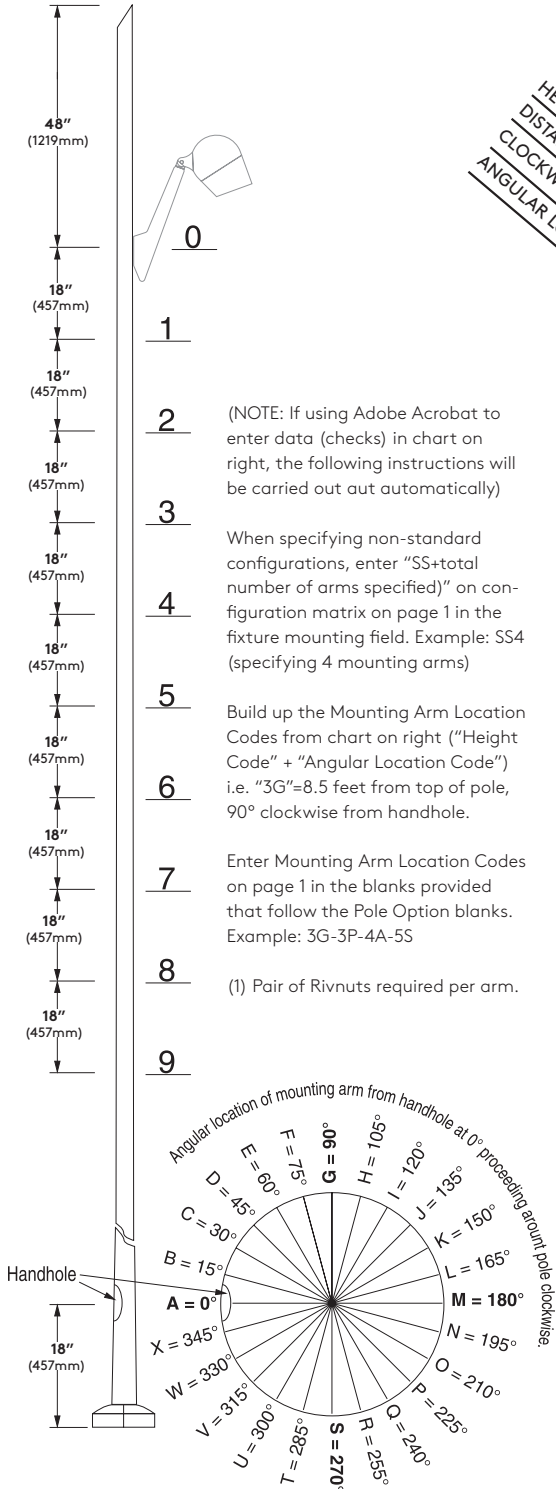 48"
(1219mm)
0
18"
(457mm)
1
18"
(457mm)
2
18"
(457mm)
3
18"
(457mm)
4
18"
(457mm)
5
18"
(457mm)
6
18"
(457mm)
7
18"
(457mm)
8
18"
(457mm)
9
CLOCKW
(NOTE: If using Adobe Acrobat to
enter data (checks) in chart on
right, the following instructions will
be carried out aut automatically)
When specifying non-standard
configurations, enter “SS+total
number of arms specified)” on con-
figuration matrix on page 1 in the
fixture mounting field. Example: SS4
(specifying 4 mounting arms)
Build up the Mounting Arm Location
Codes from chart on right (“Height
Code” + “Angular Location Code”)
i.e. “3G”=8.5 feet from top of pole,
90° clockwise from handhole.
Enter Mounting Arm Location Codes
on page 1 in the blanks provided
that follow the Pole Option blanks.
Example: 3G-3P-4A-5S
(1) Pair of Rivnuts required per arm.
Angular location of mounting arm from handhole at 0° proceeding arount pole clockwise.
Handhole
18"
(457mm)
A = 0°
B = 15°
C = 30°
D = 45°
E = 60°
F = 75°
G = 90°
H = 105°
I = 120°
J = 135°
K = 150°
L = 165°
M = 180°
N = 195°
O = 210°
P = 225°
Q = 240°
R = 255°
S = 270°
T = 285°
U = 300°
V = 315°
W = 330°
X = 345°